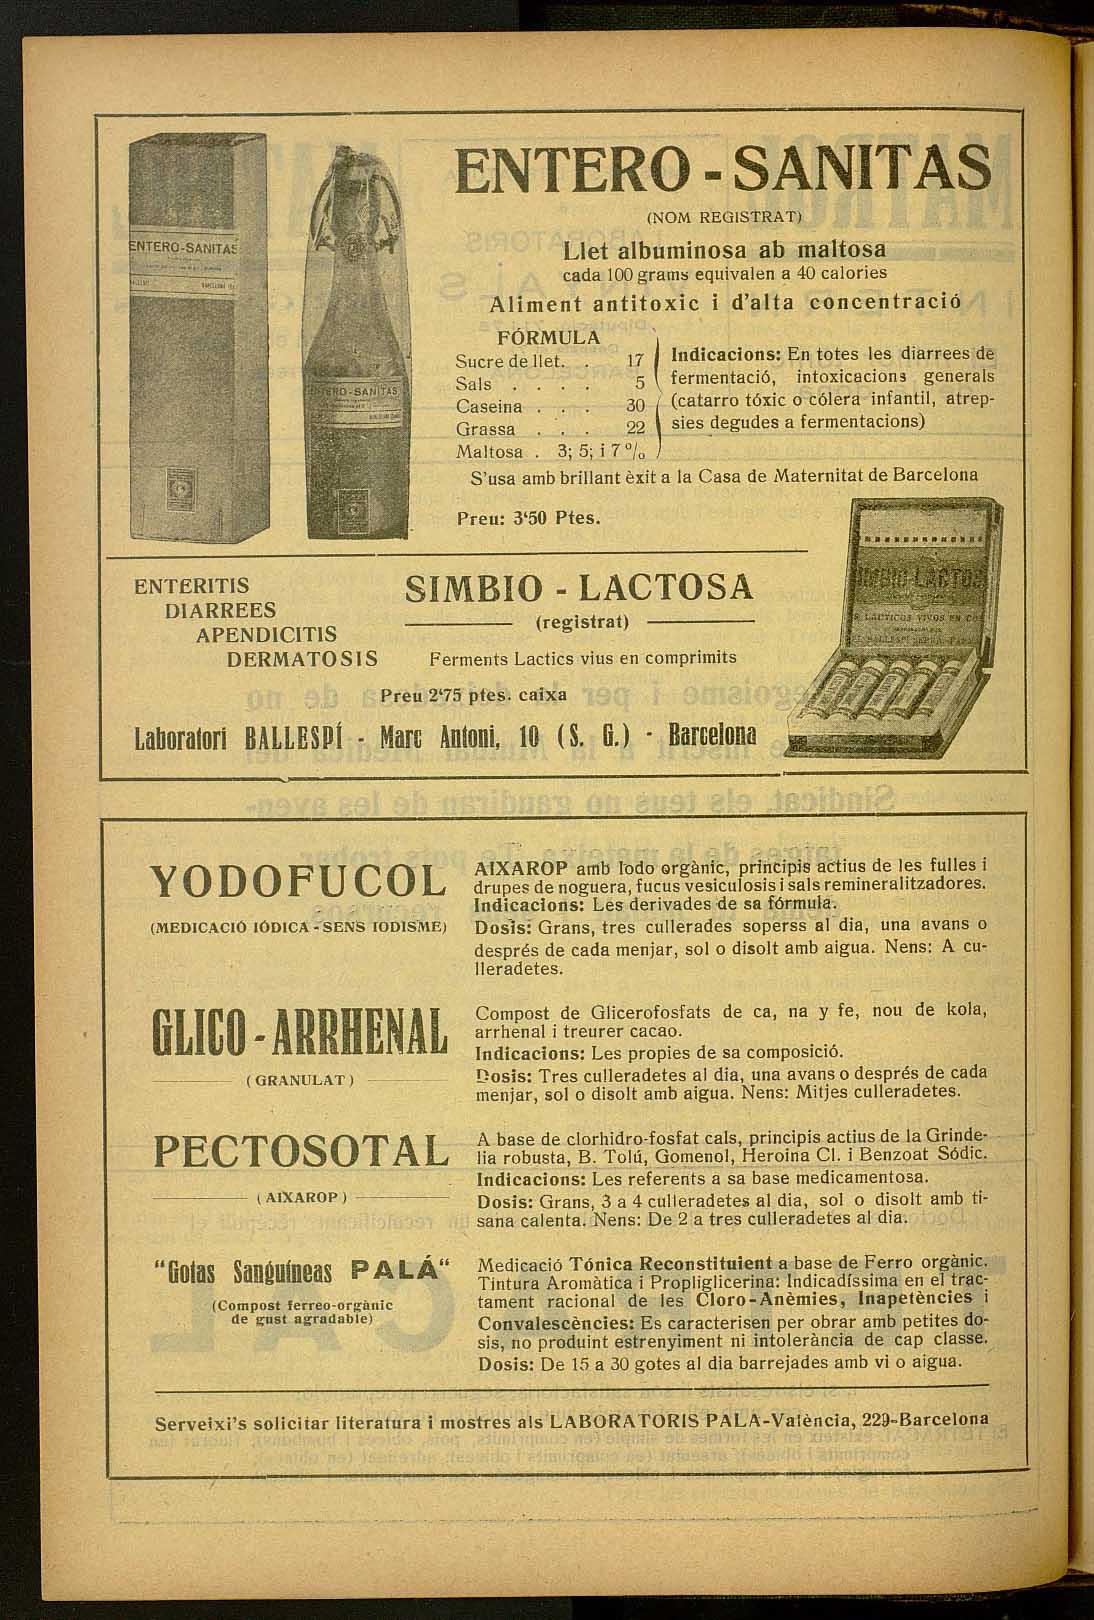 ENTERO-SANITAS
ENTERO-SANITAS
ENTERO - SANITAS
(NOM REGISTRAT)
Llet albuminosa ab maltosa
cada 100 grams equivalen a 40 calories
Aliment antitoxic i d'alta concentració
FÓRMULA
Sucre de llet. 17
Sals . . . . 5
Caseina . . . 30
Grassa . . . 22
Maltosa . 3; 5; i 7 %
Indicacions: En totes les diarrees de
fermentació, intoxicacions generals
(catarro tóxic o cólera infantil, atrep-
sies degudes a fermentacions)
S'usa amb brillant èxit a la Casa de Maternitat de Barcelona
Preu: 3'50 Ptes.
ENTERITIS
DIARREES
APENDICITIS
DERMATOSIS
SIMBIO - LACTOSA
(registrat)
Ferments Lactics vius en comprimits
Preu 2'75 ptes. caixa
Laboratori BALLESPÍ - Marc Antoni, 10 (S. G.) - Barcelona
YODOFUCOL
(MEDICACIÓ IÓDICA - SENS IODISME)
AIXAROP amb Iodo orgànic, principis actius de les fulles i
drupes de noguera, fucus vesiculosis i sals remineralitzadores.
Indicacions: Les derivades de sa fórmula.
Dosis: Grans, tres cullerades soperss al dia, una avans o
després de cada menjar, sol o disolt amb aigua. Nens: A cu-
lleradetes.
GLICO - ARRHENAL
(GRANULAT)
Compost de Glicerofosfats de ca, na y fe, nou de kola,
arrhenal i treurer cacao.
Indicacions: Les propies de sa composició.
Dosis: Tres culleradetes al dia, una avans o després de cada
menjar, sol o disolt amb aigua. Nens: Mitjes culleradetes.
PECTOSOTAL
(AIXAROP)
A base de clorhidro-fosfat cals, principis actius de la Grinde-
lia robusta, B. Tolú, Gomenol, Heroina Cl. i Benzoat Sódic.
Indicacions: Les referents a sa base medicamentosa.
Dosis: Grans, 3 a 4 culleradetes al dia, sol o disolt amb ti-
sana calenta. Nens: De 2 a tres culleradetes al dia.
"Gotas Sanguíneas PALÁ"
(Compost ferreo-orgànic
de gust agradable)
Medicació Tónica Reconstituient a base de Ferro orgànic.
Tintura Aromàtica i Propliglicerina: Indicadíssima en el trac-
tament racional de les Cloro-Anèmies, Inapetències i
Convalescències: Es caracterisen per obrar amb petites do-
sis, no produint estrenyiment ni intolerància de cap classe.
Dosis: De 15 a 30 gotes al dia barrejades amb vi o aigua.
Serveixi's solicitar literatura i mostres als LABORATORIS PALA-València, 229-Barcelona